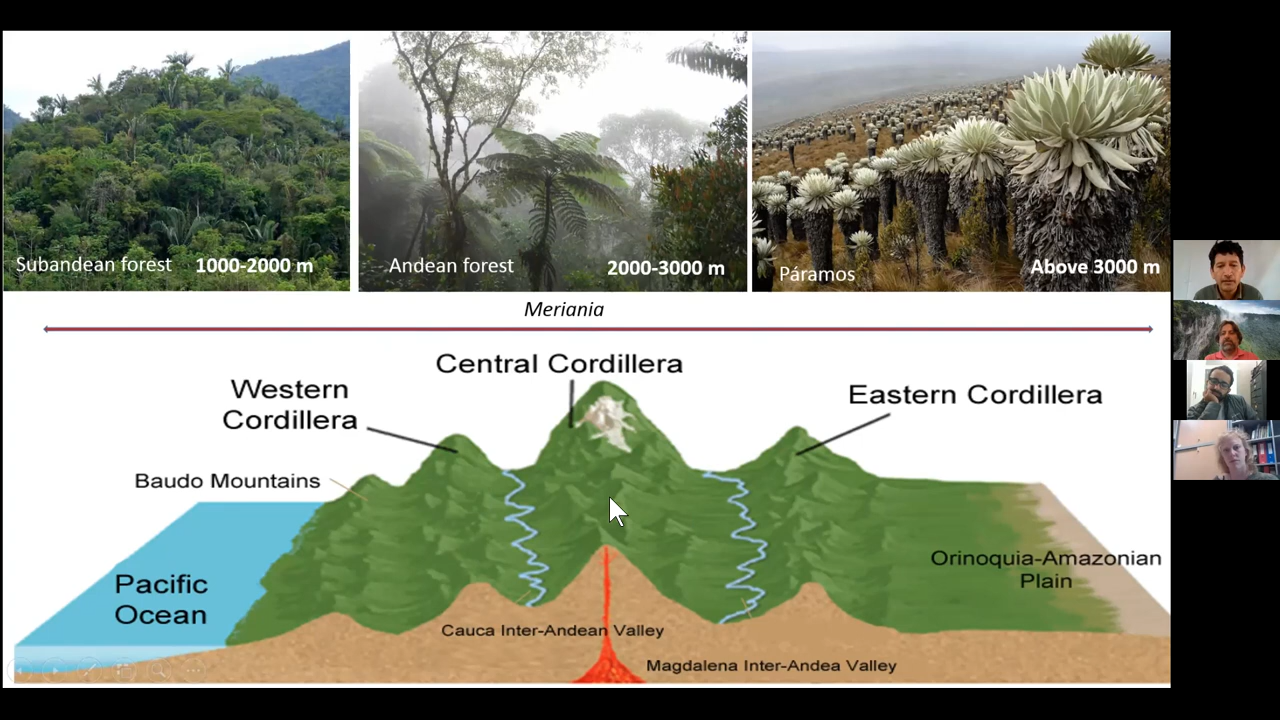 Subandean forest 1000-2000 m
Andean forest 2000-3000 m
Páramos Above 3000 m
Meriania
Central Cordillera
Western
Cordillera
Eastern Cordillera
Baudo Mountains
Pacific
Ocean
Orinoquia-Amazonian
Plain
Cauca Inter-Andean Valley
Magdalena Inter-Andea Valley